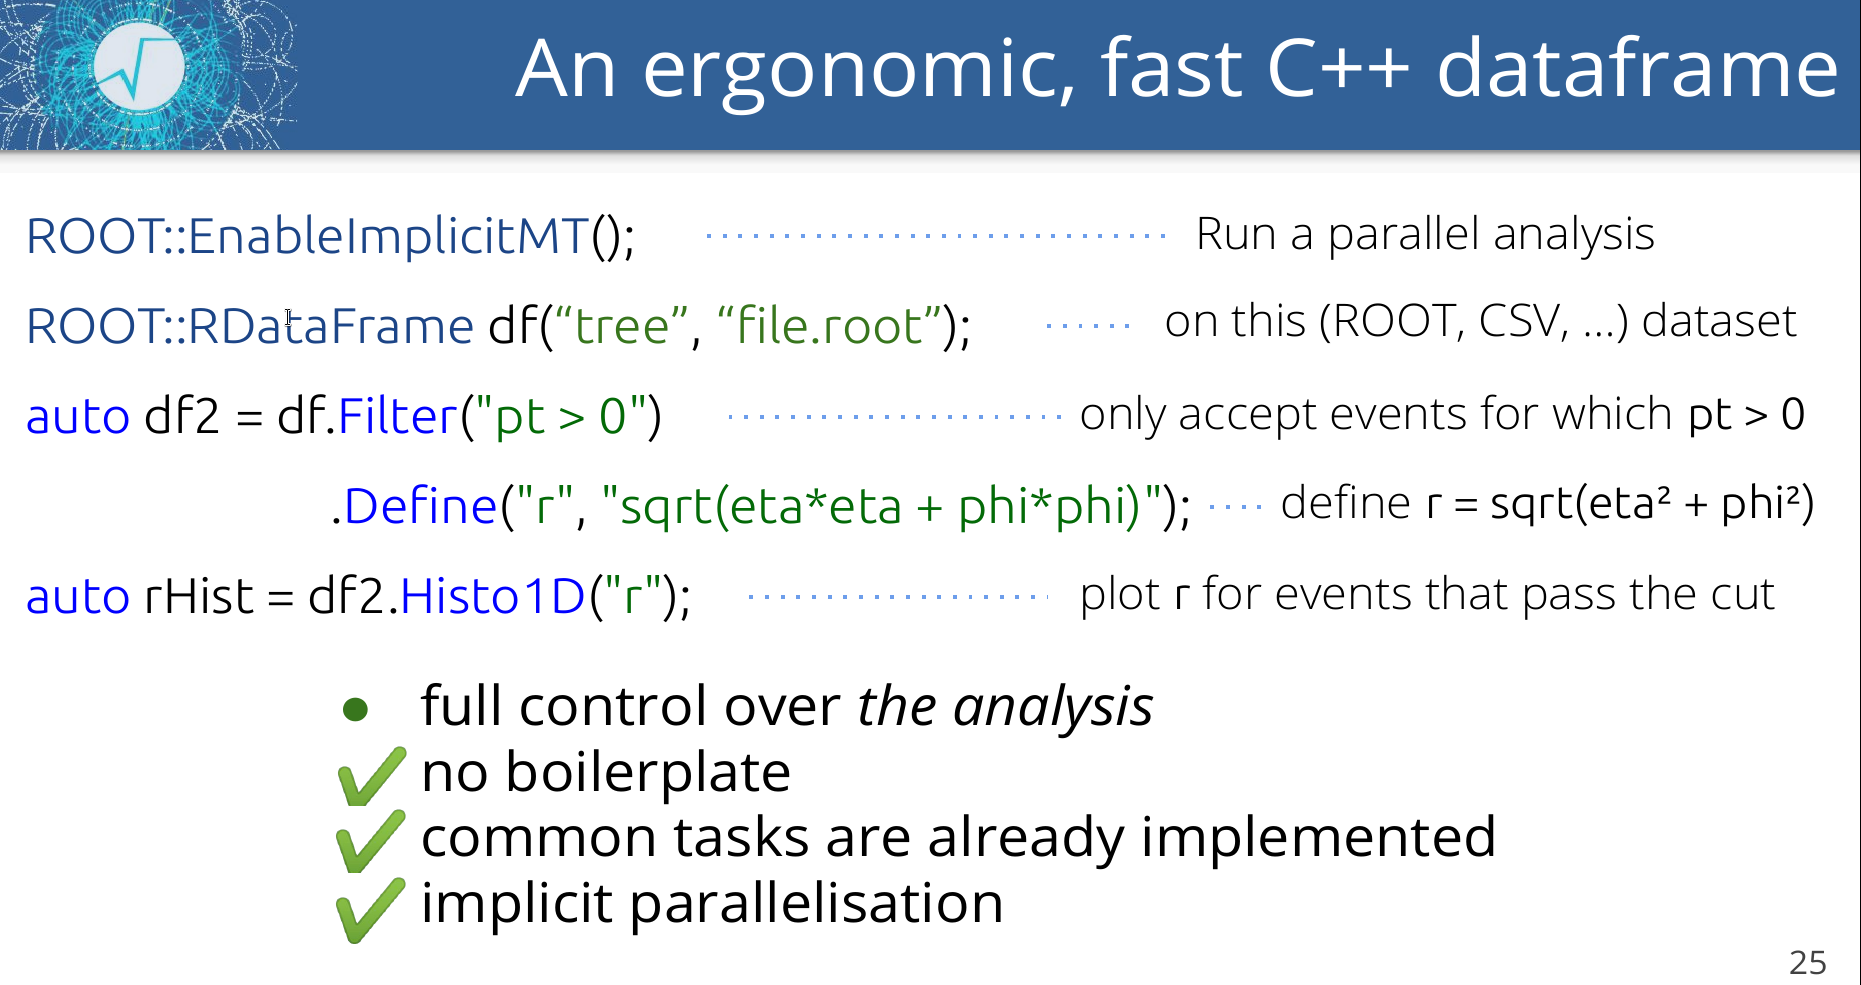 An ergonomic, fast C++ dataframe
ROOT::EnableImplicitMT(); Run a parallel analysis
ROOT::RDataFrame df(“tree”, “file.root”); on this (ROOT, CSV, ...) dataset
auto df2 = df.Filter("pt > 0") only accept events for which pt > 0
.Define("r", "sqrt(eta*eta + phi*phi)"); define r = sqrt(eta² + phi²)
auto rHist = df2.Histo1D("r"); plot r for events that pass the cut
● full control over the analysis
✔ no boilerplate
✔ common tasks are already implemented
✔ implicit parallelisation
25